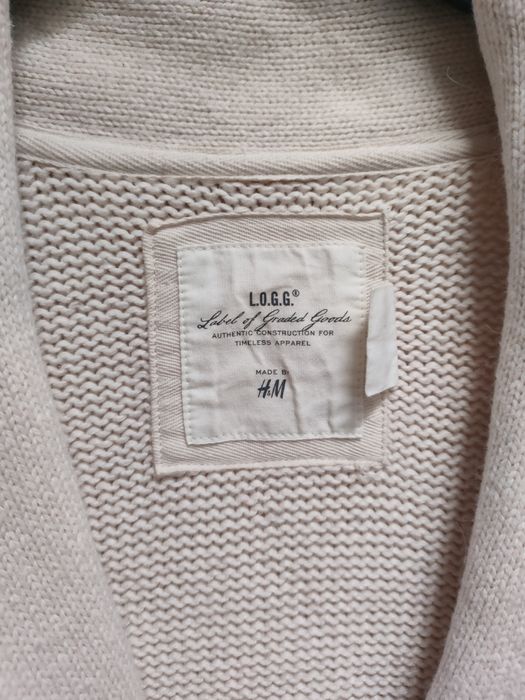 L.O.G.G.®
Label of Graded Goods
AUTHENTIC CONSTRUCTION FOR
TIMELESS APPAREL
MADE BY
H&M